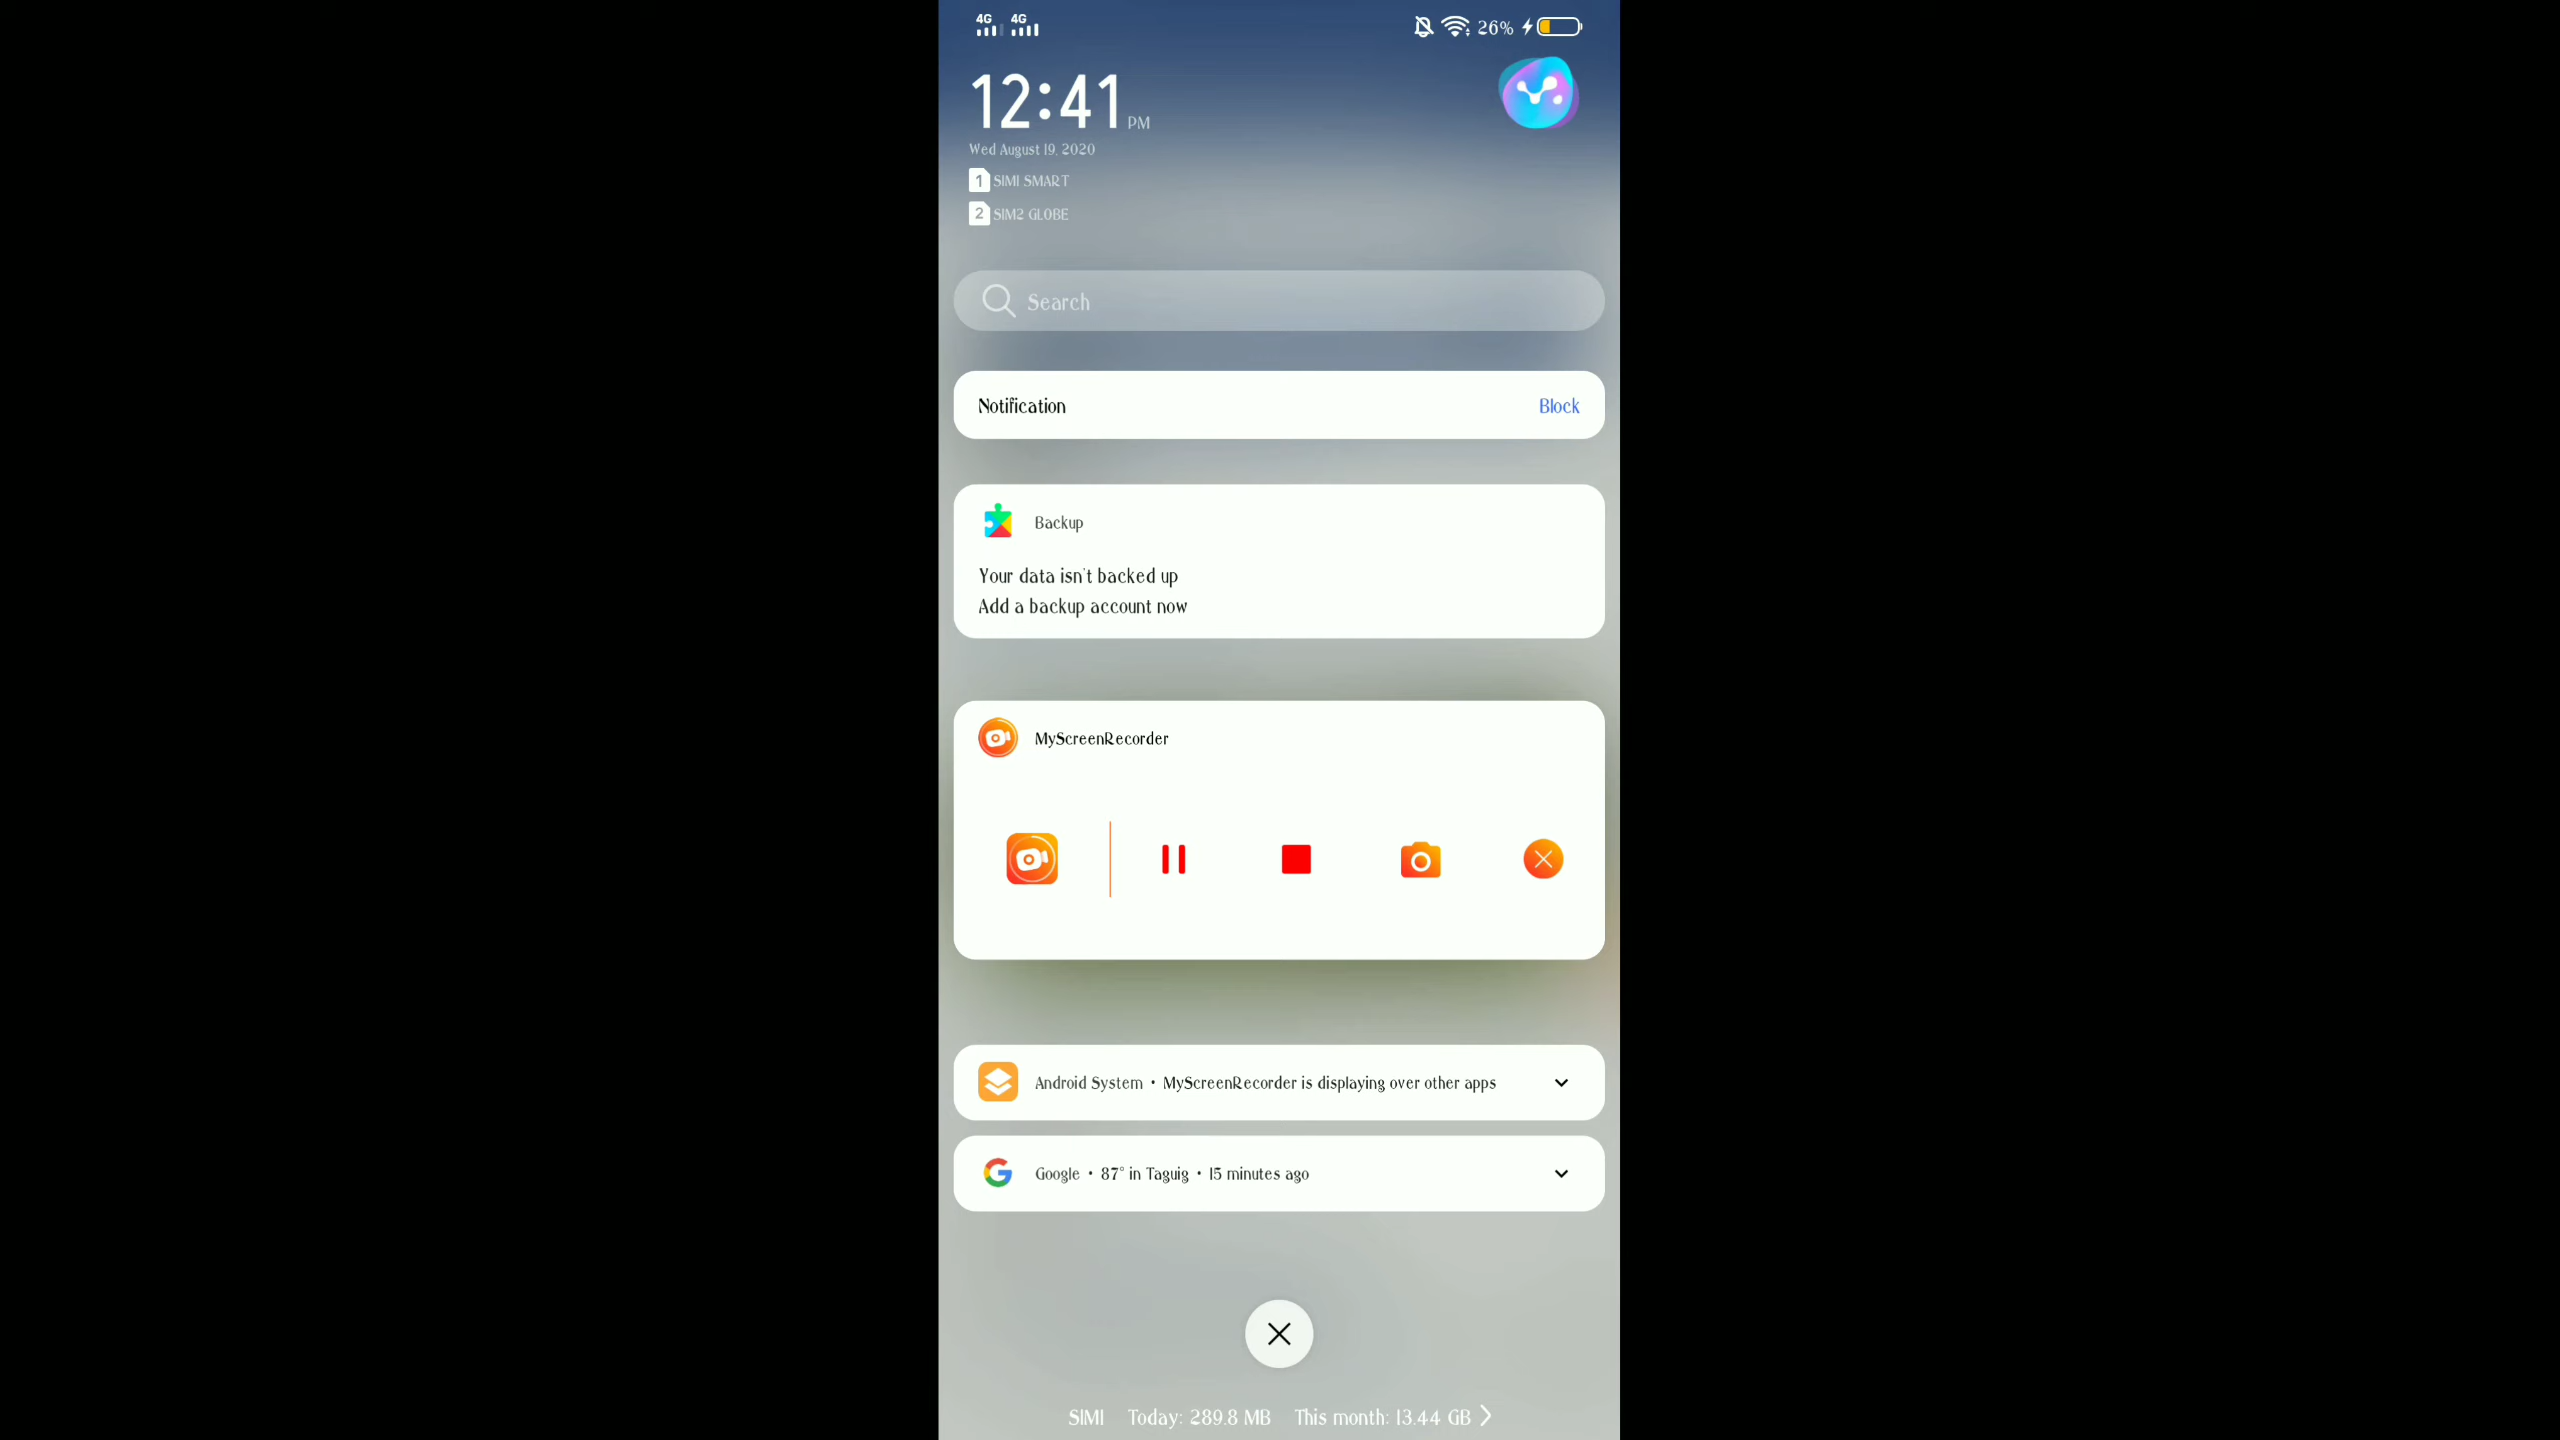 4G 4G
26%
12:41 PM
Wed August 19, 2020
1 SIM1 SMART
2 SIM2 GLOBE
Search
Notification Block
Backup
Your data isn't backed up
Add a backup account now
MyScreenRecorder
Android System • MyScreenRecorder is displaying over other apps
Google • 87° in Taguig • 15 minutes ago
SIM1 Today: 289.8 MB This month: 13.44 GB